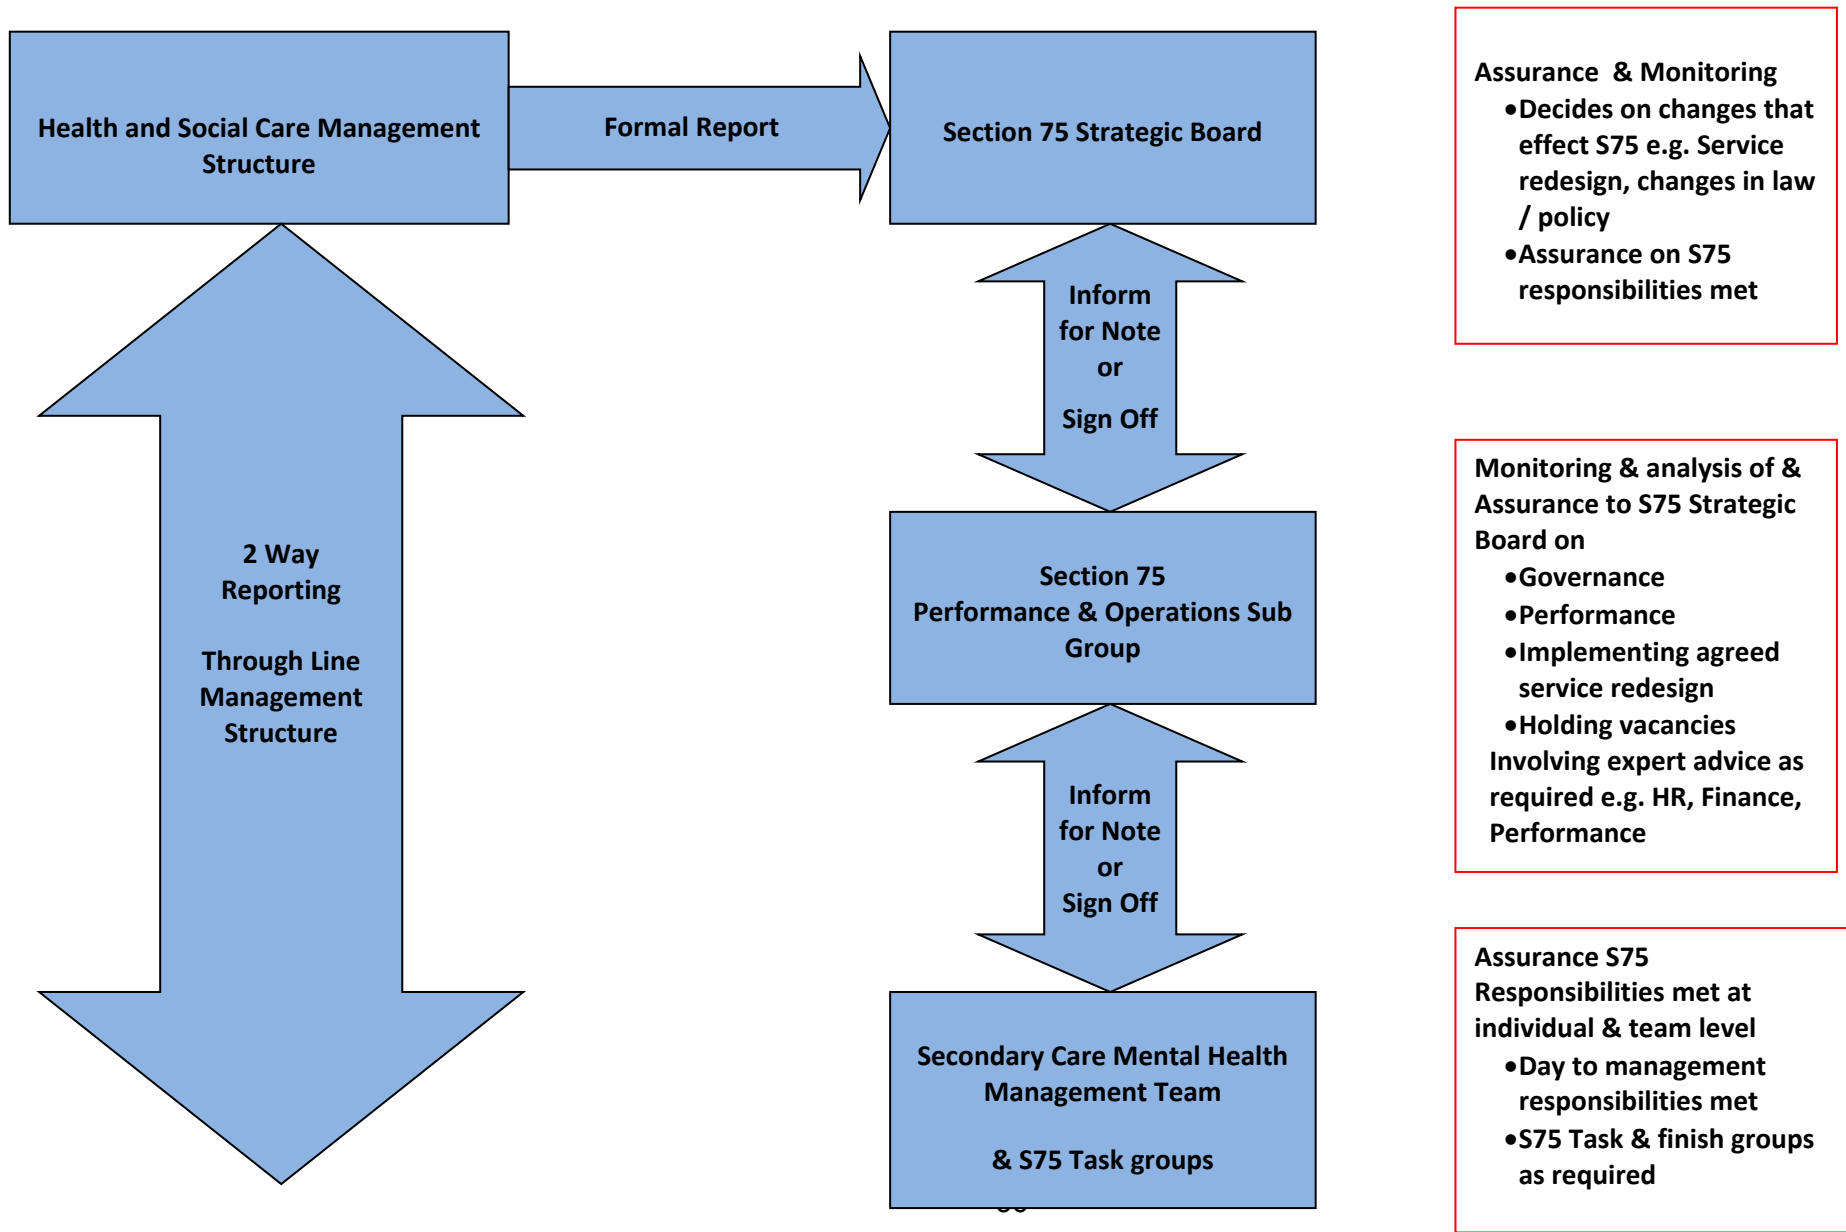 Health and Social Care Management
Structure
Formal Report
Section 75 Strategic Board
Assurance & Monitoring
•Decides on changes that
effect S75 e.g. Service
redesign, changes in law
/ policy
•Assurance on S75
responsibilities met
Inform
for Note
or
Sign Off
2 Way
Reporting
Through Line
Management
Structure
Section 75
Performance & Operations Sub
Group
Monitoring & analysis of &
Assurance to S75 Strategic
Board on
•Governance
•Performance
•Implementing agreed
service redesign
•Holding vacancies
Involving expert advice as
required e.g. HR, Finance,
Performance
Inform
for Note
or
Sign Off
Secondary Care Mental Health
Management Team
& S75 Task groups
Assurance S75
Responsibilities met at
individual & team level
•Day to management
responsibilities met
•S75 Task & finish groups
as required